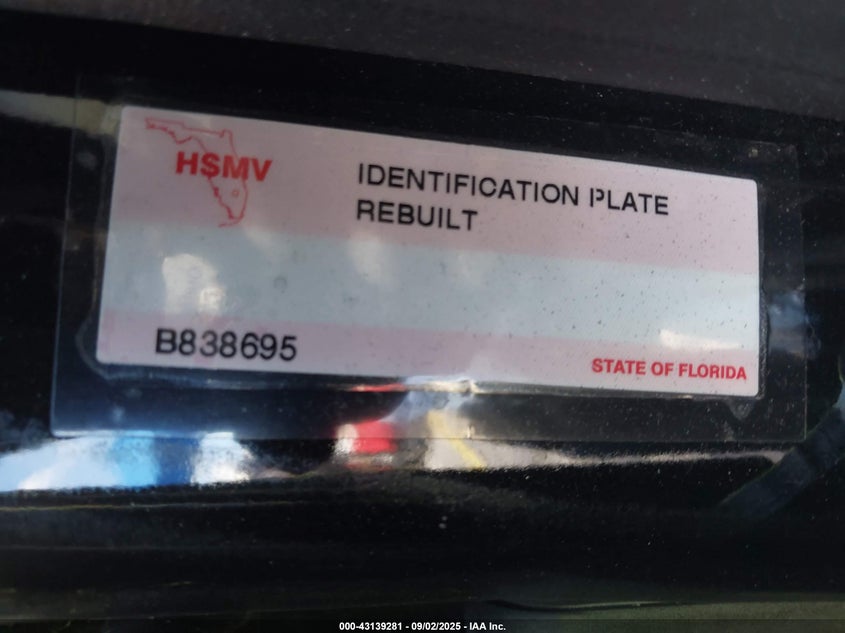 HSMV
IDENTIFICATION PLATE
REBUILT
B838695
STATE OF FLORIDA
000-43139281 - 09/02/2025 - IAA Inc.